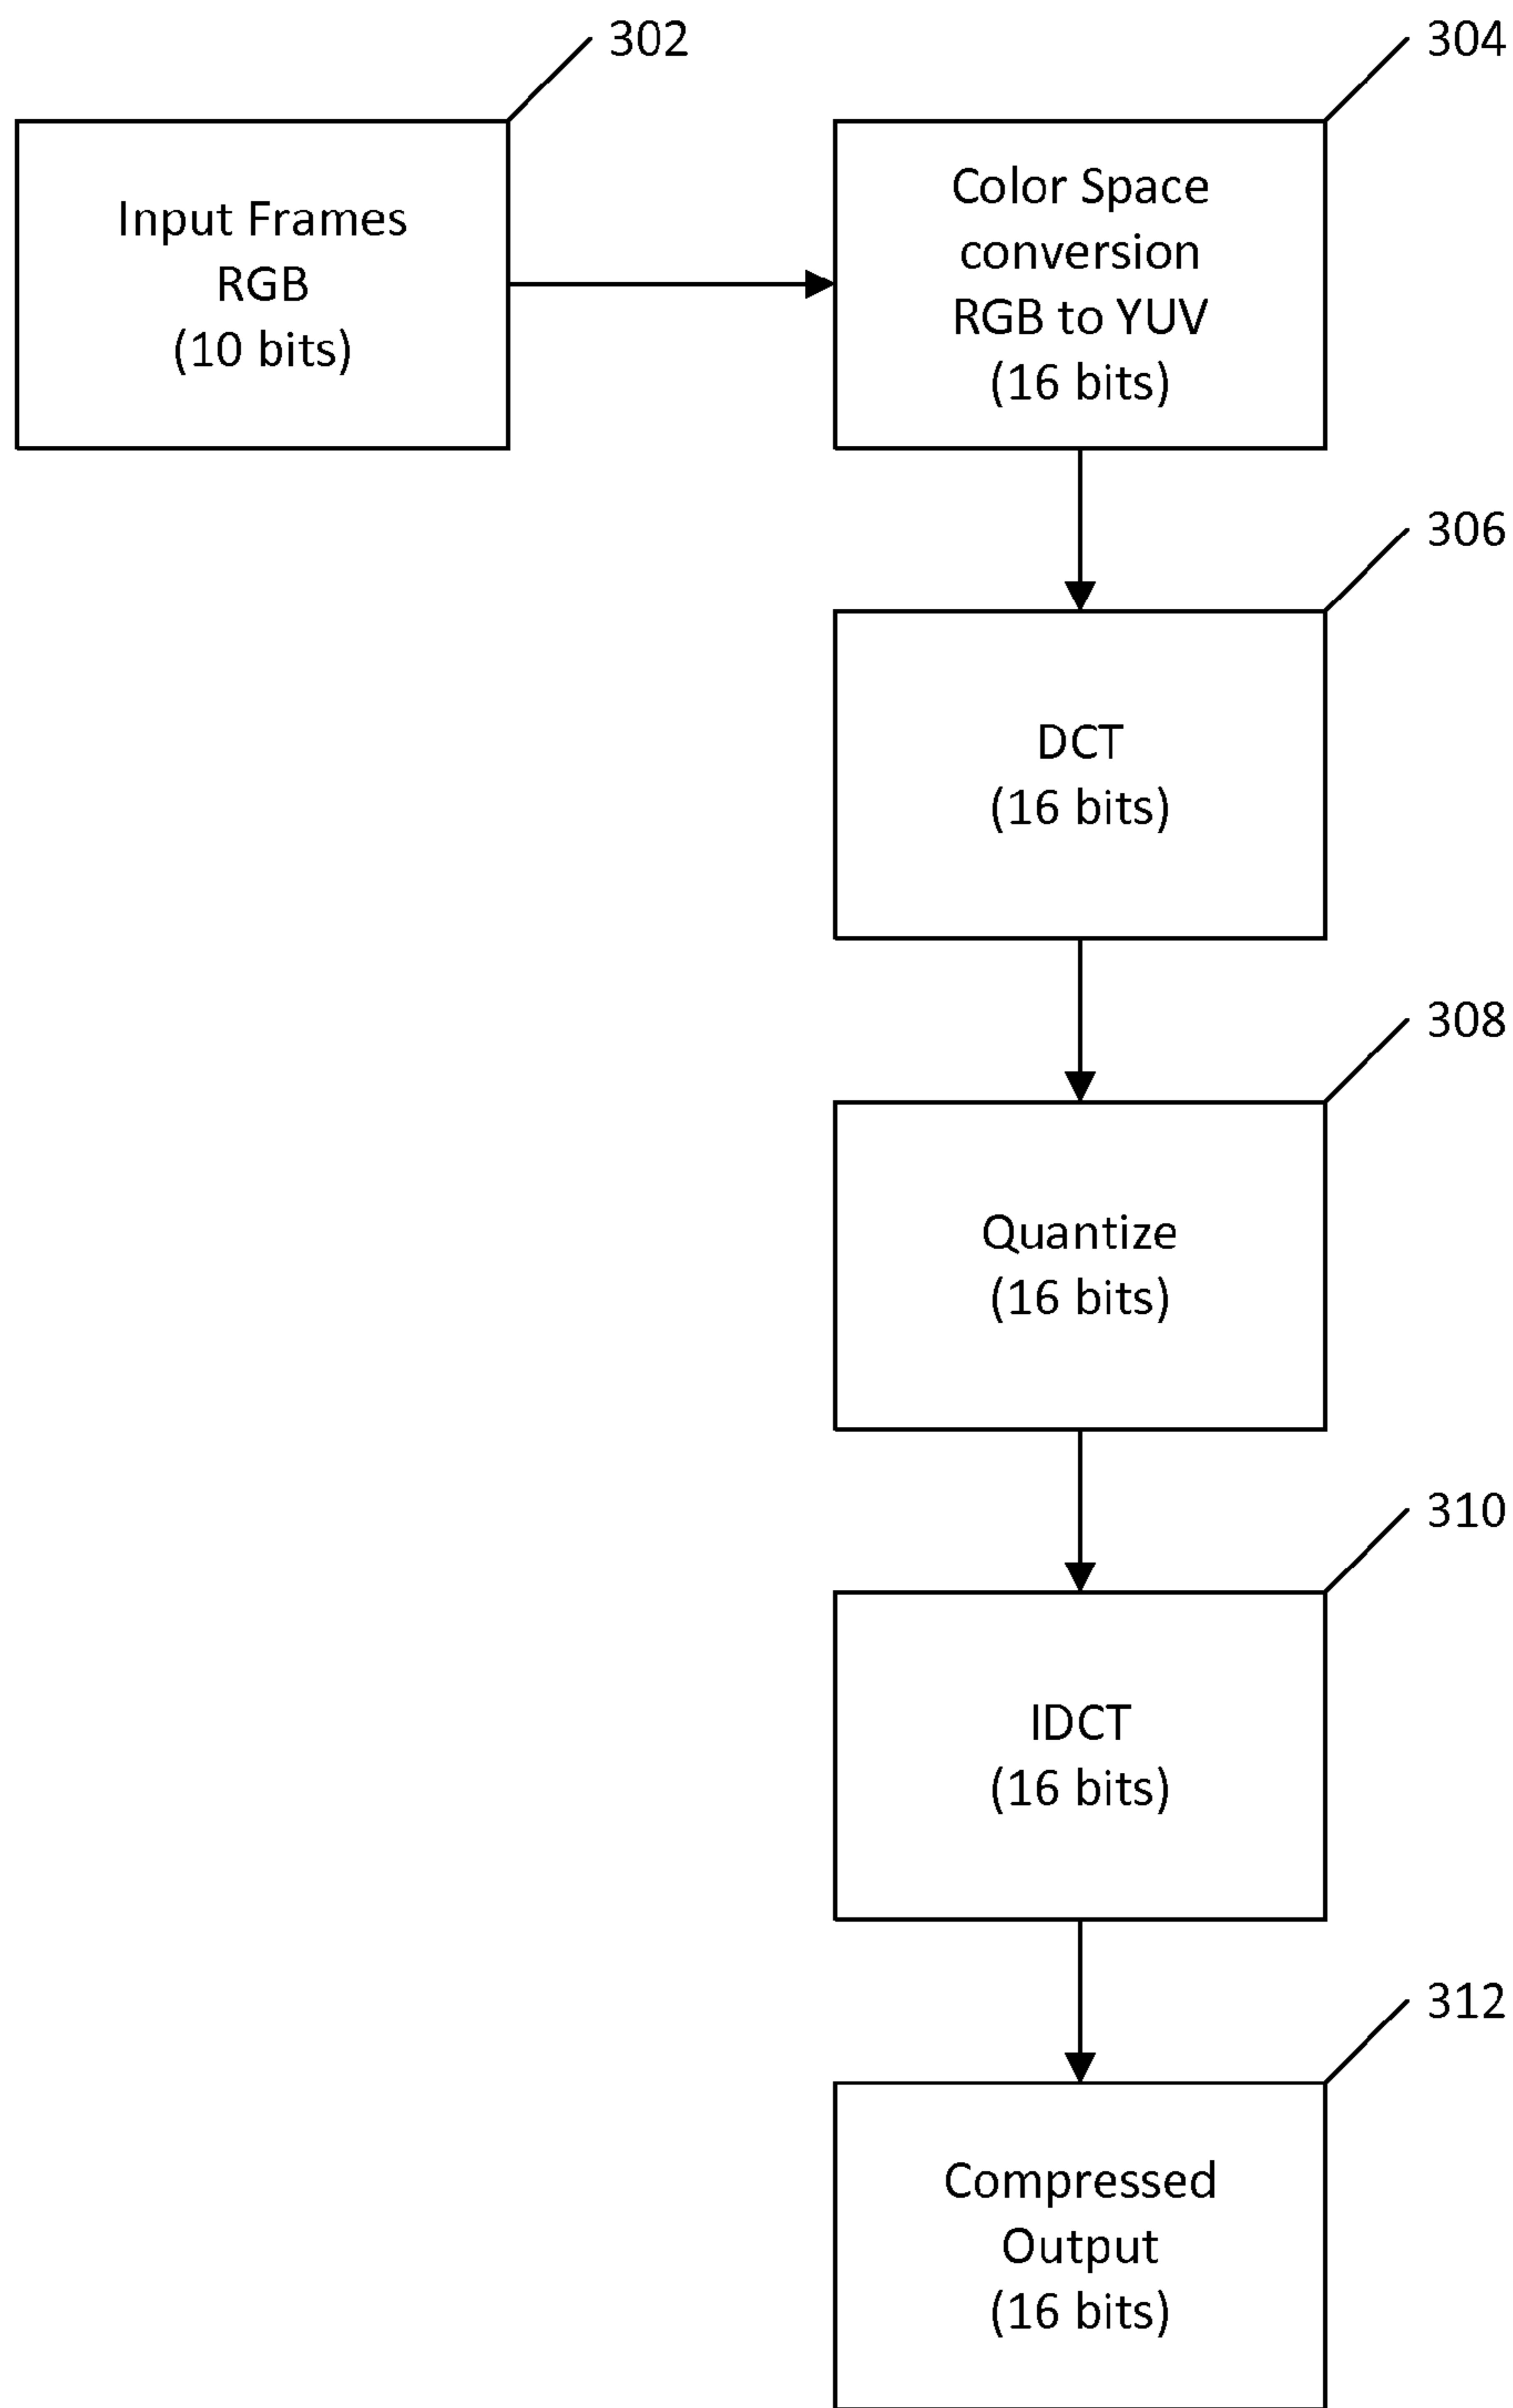 302
Input Frames
RGB
(10 bits)
304
Color Space
conversion
RGB to YUV
(16 bits)
306
DCT
(16 bits)
308
Quantize
(16 bits)
310
IDCT
(16 bits)
312
Compressed
Output
(16 bits)